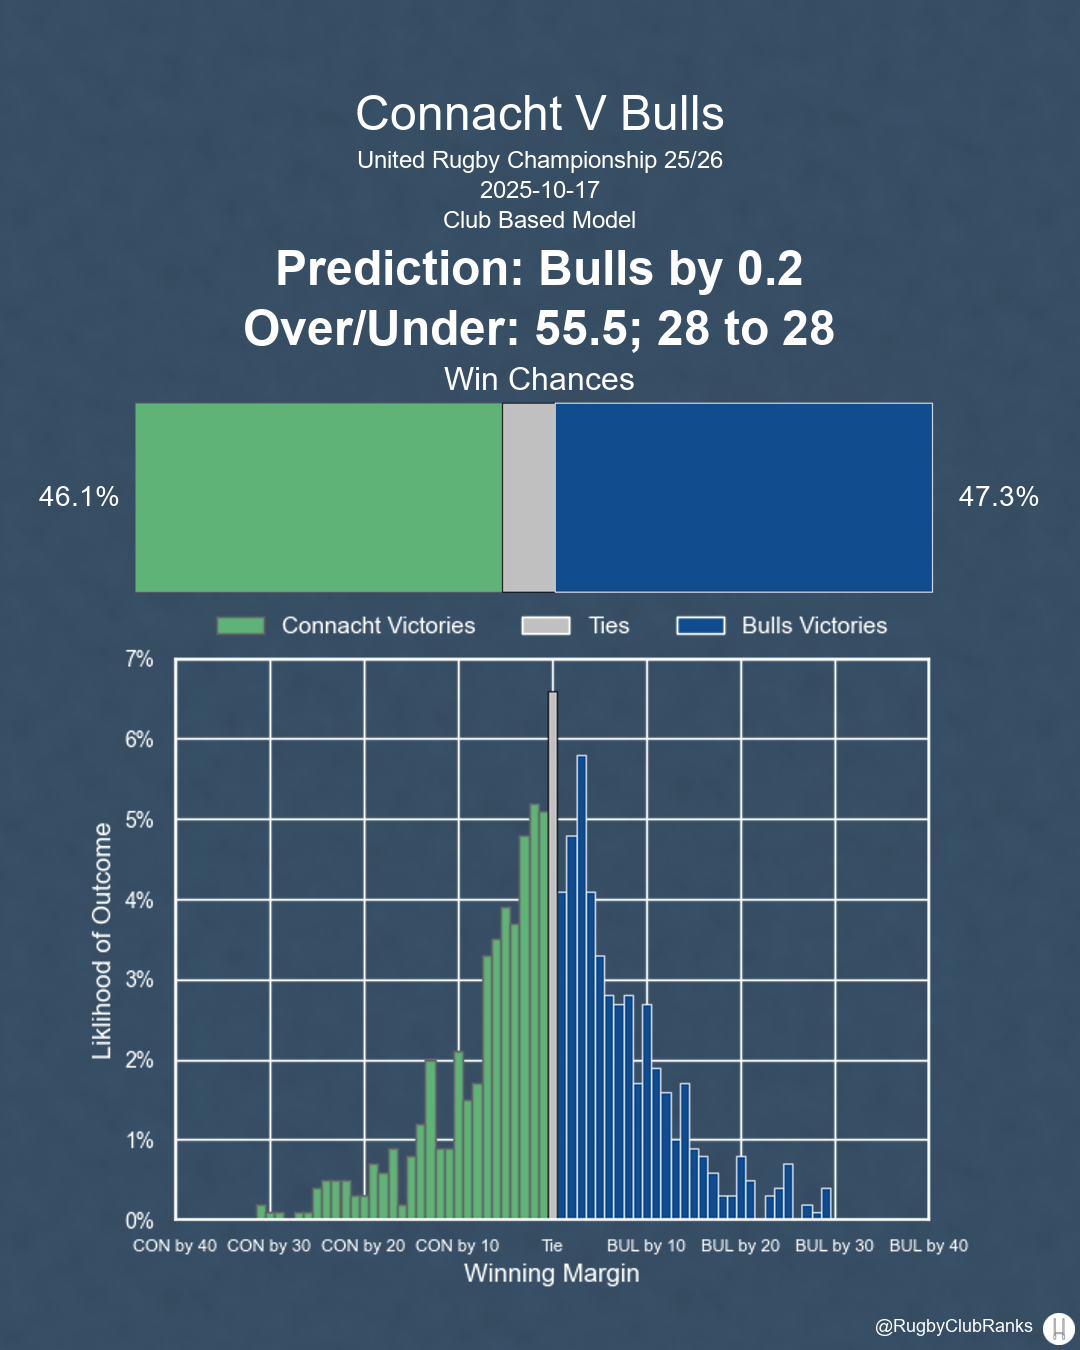 Connacht V Bulls
United Rugby Championship 25/26
2025-10-17
Club Based Model
Prediction: Bulls by 0.2
Over/Under: 55.5; 28 to 28
Win Chances
46.1%
47.3%
Connacht Victories
Ties
Bulls Victories
7%
6%
5%
4%
3%
2%
1%
0%
Liklihood of Outcome
CON by 40 CON by 30 CON by 20 CON by 10 Tie BUL by 10 BUL by 20 BUL by 30 BUL by 40
Winning Margin
@RugbyClubRanks